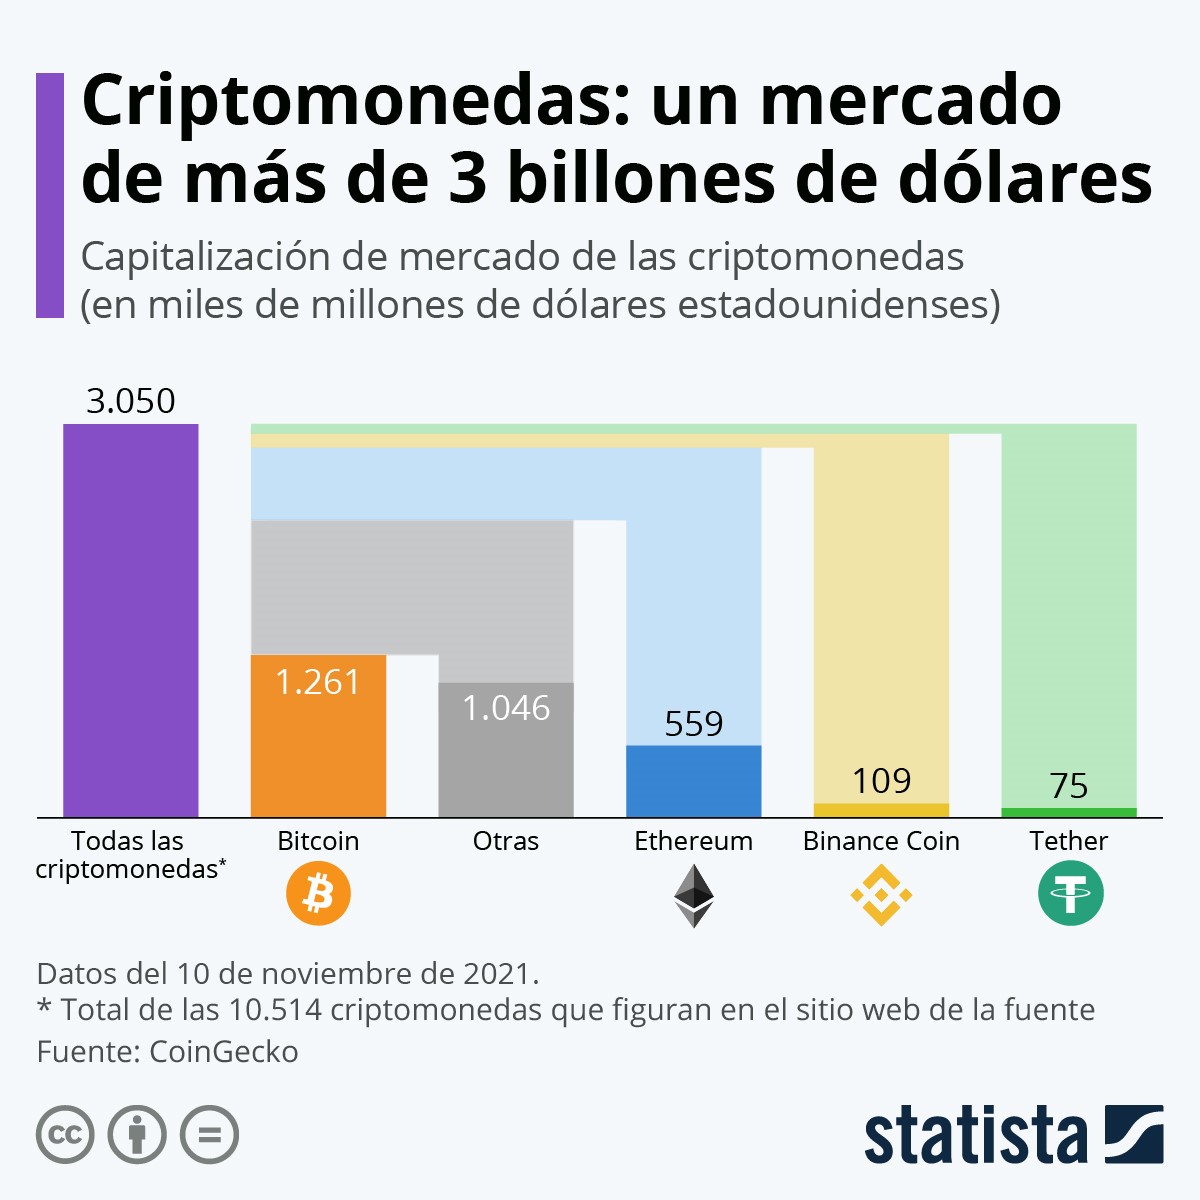 Criptomonedas: un mercado
de más de 3 billones de dólares
Capitalización de mercado de las criptomonedas
(en miles de millones de dólares estadounidenses)
3.050
1.261
1.046
559
109
75
Todas las
criptomonedas*
Bitcoin
Otras
Ethereum
Binance Coin
Tether
Datos del 10 de noviembre de 2021.
* Total de las 10.514 criptomonedas que figuran en el sitio web de la fuente
Fuente: CoinGecko
cc
statista